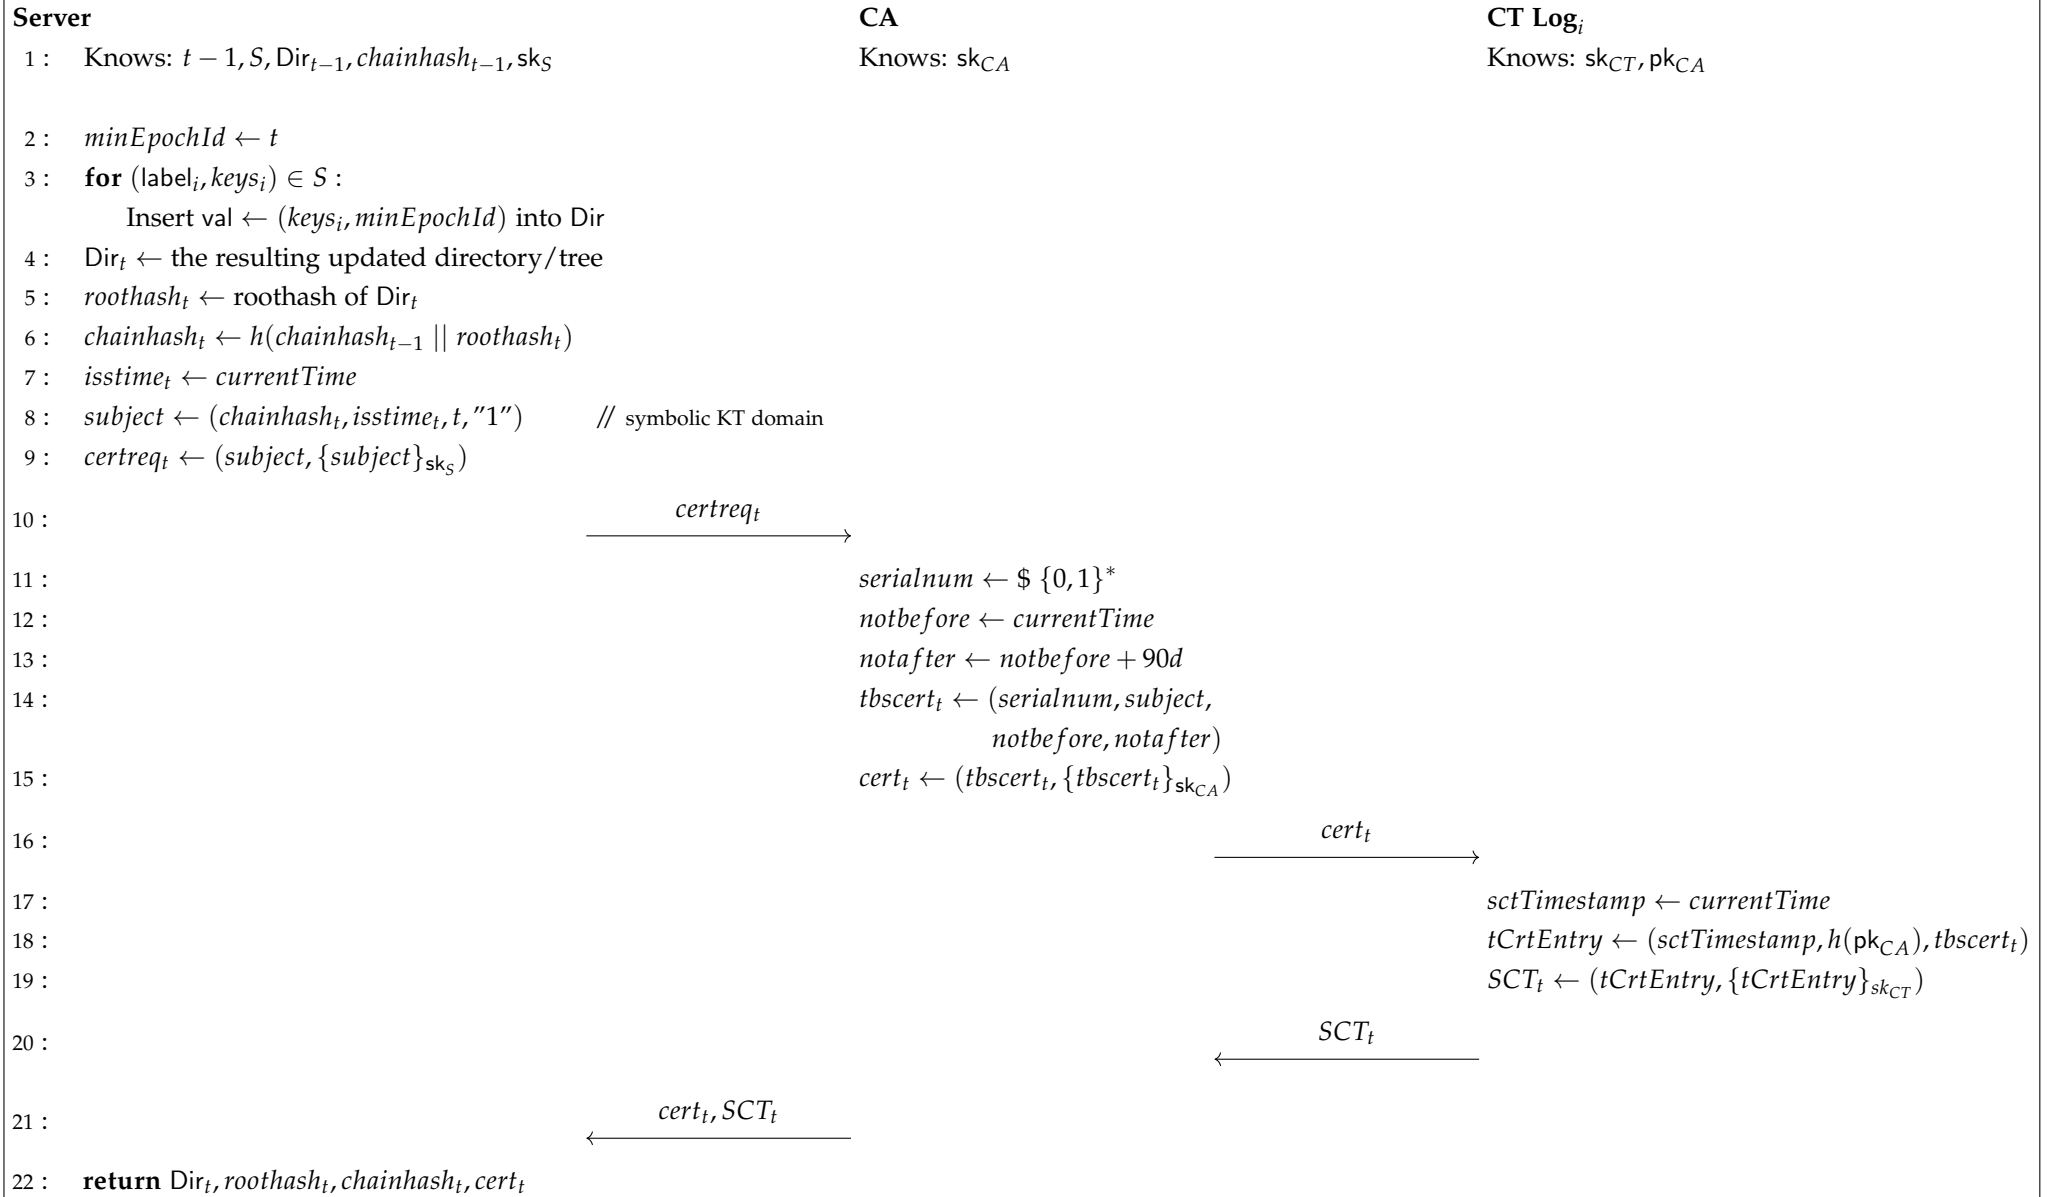 Server CA CT Log_i
1 : Knows: t − 1, S, Dir_{t−1}, chainhash_{t−1}, sk_S Knows: sk_{CA} Knows: sk_{CT}, pk_{CA}
2 : minEpochId ← t
3 : for (label_i, keys_i) ∈ S :
Insert val ← (keys_i, minEpochId) into Dir
4 : Dir_t ← the resulting updated directory/tree
5 : roothash_t ← roothash of Dir_t
6 : chainhash_t ← h(chainhash_{t−1} || roothash_t)
7 : isstime_t ← currentTime
8 : subject ← (chainhash_t, isstime_t, t, "1") // symbolic KT domain
9 : certreq_t ← (subject, {subject}_{sk_S})
10 : certreq_t
11 : serialnum ← $ {0, 1}*
12 : notbefore ← currentTime
13 : notafter ← notbefore + 90d
14 : tbscert_t ← (serialnum, subject,
notbefore, notafter)
15 : cert_t ← (tbscert_t, {tbscert_t}_{sk_{CA}})
16 : cert_t
17 : sctTimestamp ← currentTime
18 : tCrtEntry ← (sctTimestamp, h(pk_{CA}), tbscert_t)
19 : SCT_t ← (tCrtEntry, {tCrtEntry}_{sk_{CT}})
20 : SCT_t
21 : cert_t, SCT_t
22 : return Dir_t, roothash_t, chainhash_t, cert_t